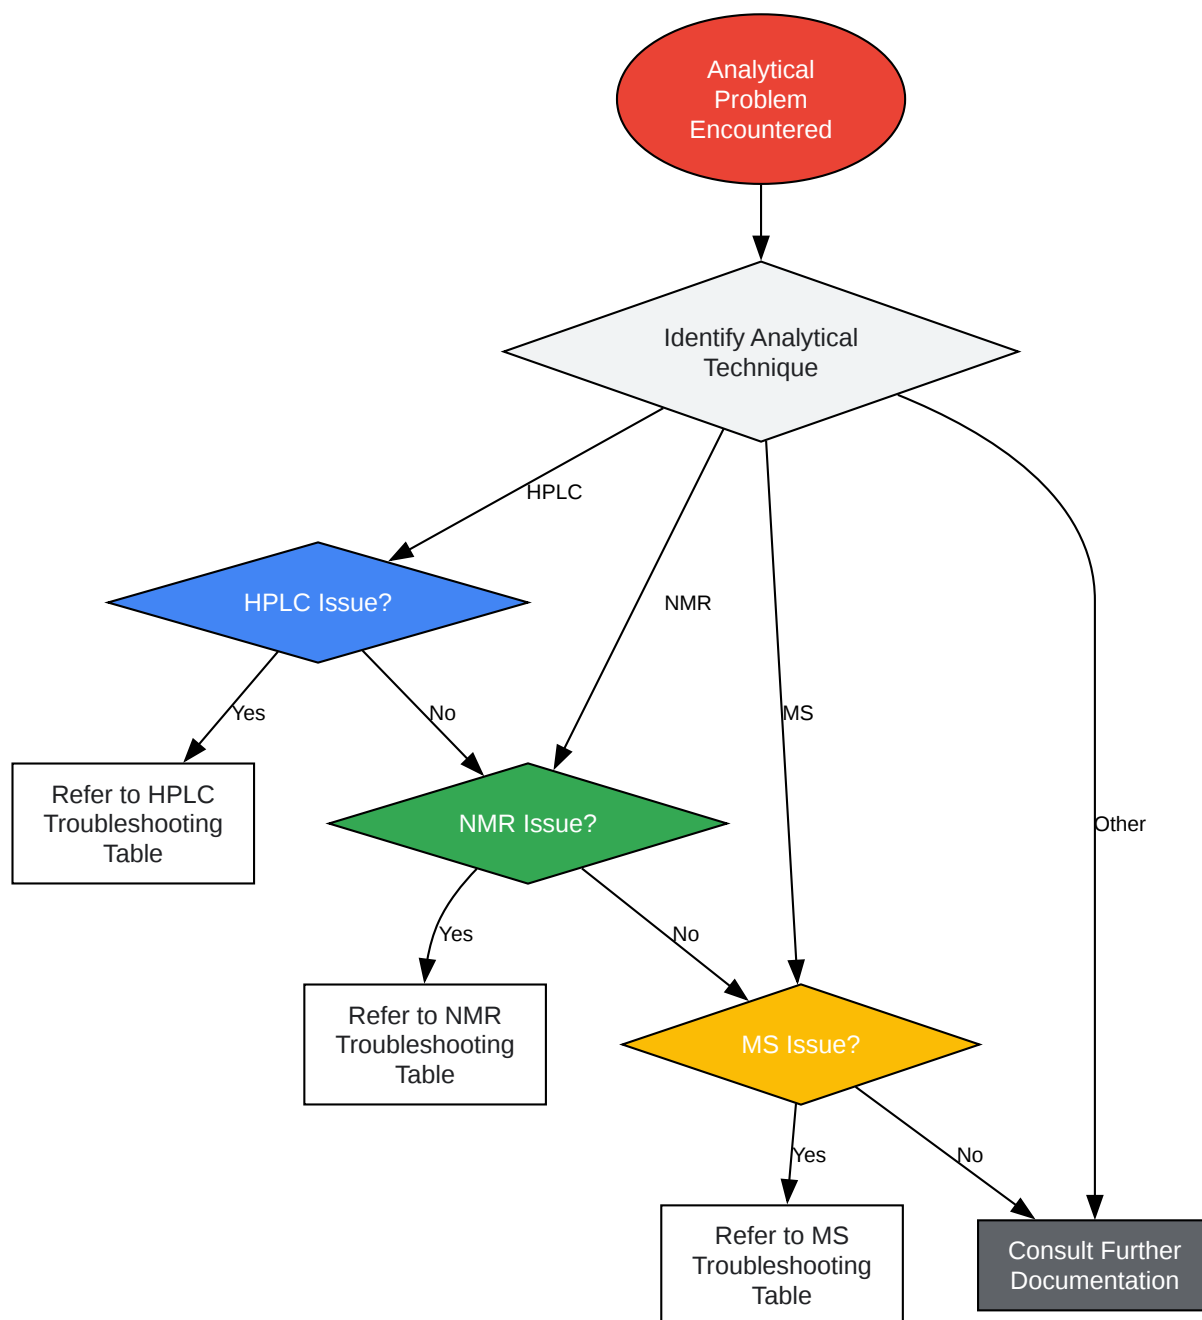 Analytical
Problem
Encountered
Identify Analytical
Technique
HPLC
HPLC Issue?
NMR
Yes
No
MS
Refer to HPLC
Troubleshooting
Table
NMR Issue?
Other
Yes
No
Refer to NMR
Troubleshooting
Table
MS Issue?
Yes
No
Refer to MS
Troubleshooting
Table
Consult Further
Documentation